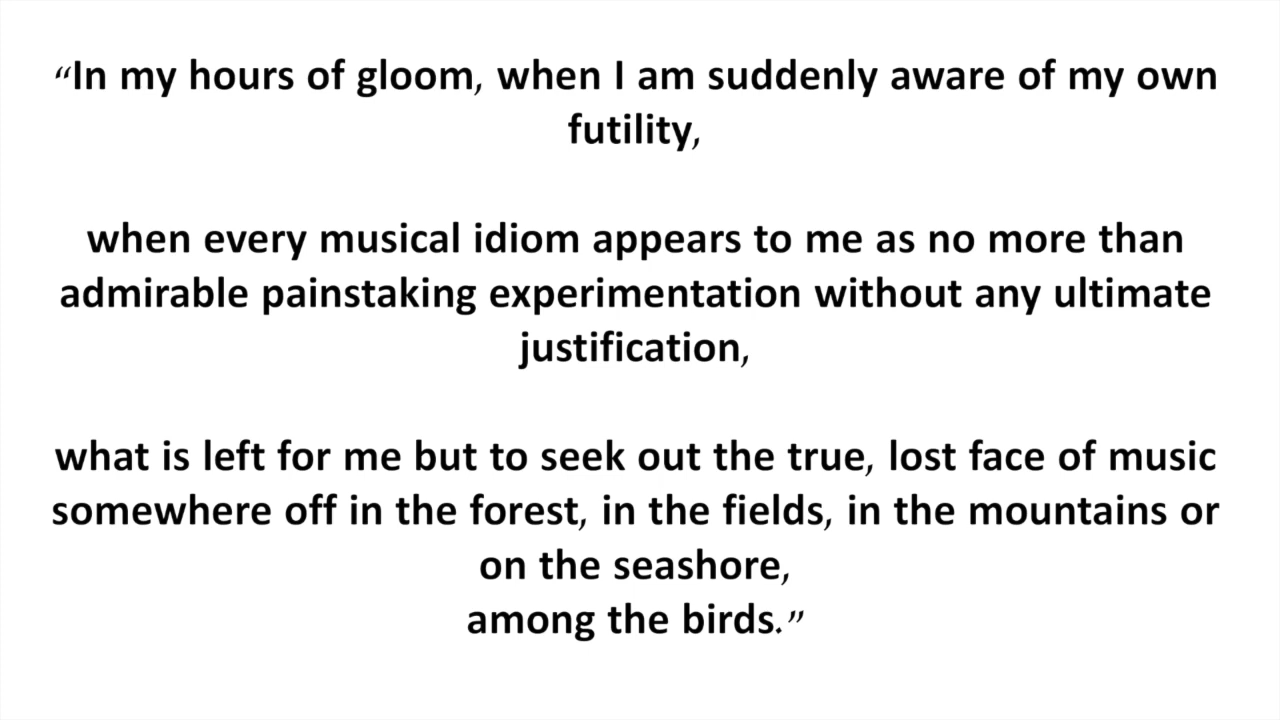 “In my hours of gloom, when I am suddenly aware of my own
futility,
when every musical idiom appears to me as no more than
admirable painstaking experimentation without any ultimate
justification,
what is left for me but to seek out the true, lost face of music
somewhere off in the forest, in the fields, in the mountains or
on the seashore,
among the birds.”